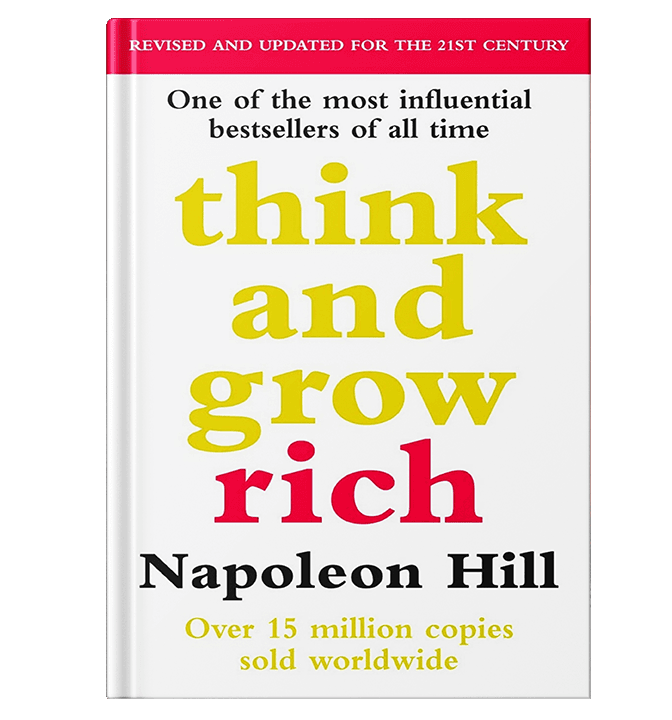 REVISED AND UPDATED FOR THE 21ST CENTURY
One of the most influential
bestsellers of all time
think
and
grow
rich
Napoleon Hill
Over 15 million copies
sold worldwide